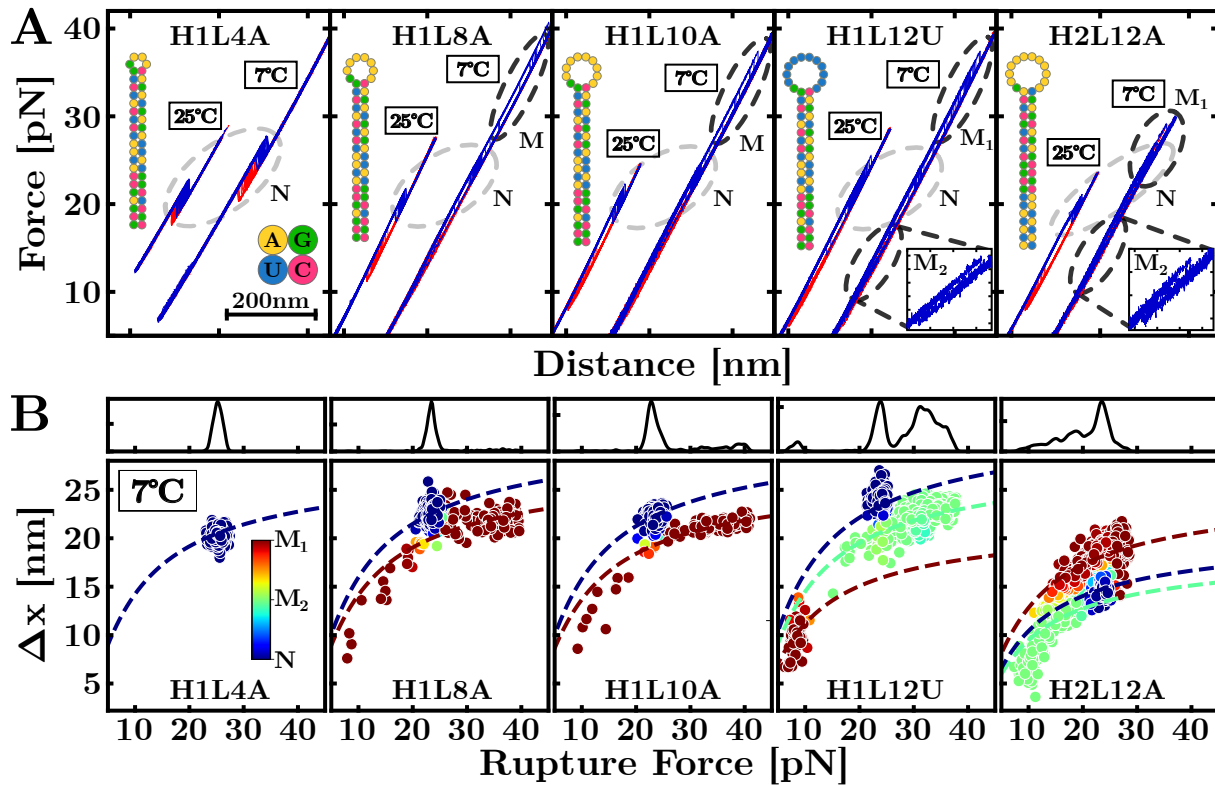 A
H1L4A
H1L8A
H1L10A
H1L12U
H2L12A
Force [pN]
40
30
20
10
7°C
25°C
N
A G
U C
200nm
7°C
25°C
M
N
7°C
25°C
M
N
7°C
25°C
M1
N
M2
7°C
25°C
M1
N
M2
Distance [nm]
B
Δx [nm]
25
20
15
10
5
7°C
M1
M2
N
H1L4A
H1L8A
H1L10A
H1L12U
H2L12A
10 20 30 40
10 20 30 40
10 20 30 40
10 20 30 40
10 20 30 40
Rupture Force [pN]